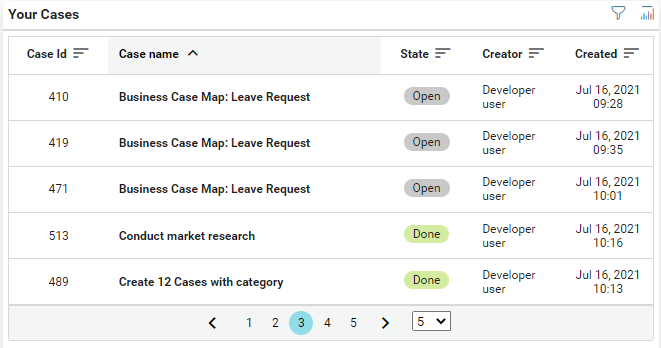 Your Cases
Case Id Case name State Creator Created
410 Business Case Map: Leave Request Open Developer user Jul 16, 2021 09:28
419 Business Case Map: Leave Request Open Developer user Jul 16, 2021 09:35
471 Business Case Map: Leave Request Open Developer user Jul 16, 2021 10:01
513 Conduct market research Done Developer user Jul 16, 2021 10:16
489 Create 12 Cases with category Done Developer user Jul 16, 2021 10:13
1 2 3 4 5 5